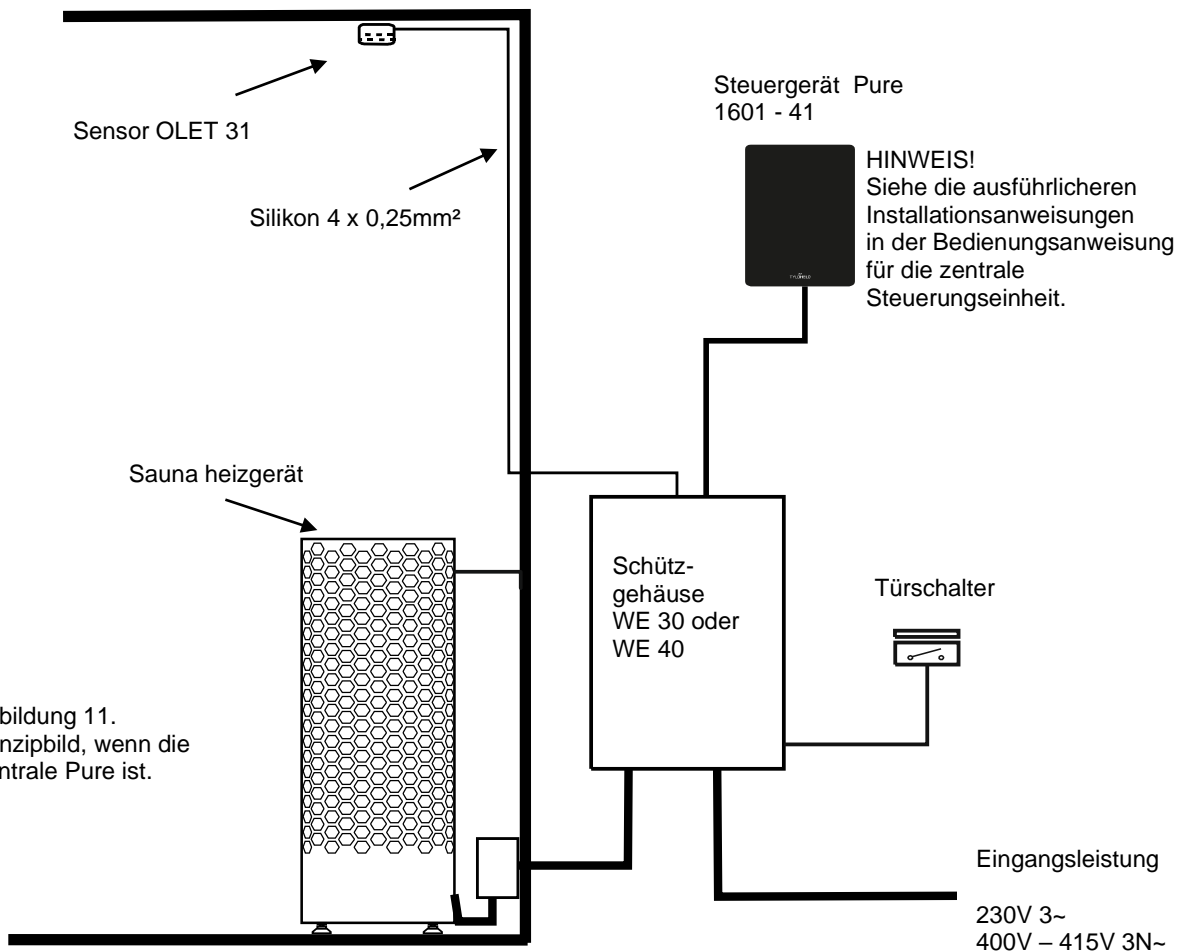 Sensor OLET 31
Silikon 4 x 0,25mm²
Steuergerät Pure
1601 - 41
HINWEIS!
Siehe die ausführlicheren
Installationsanweisungen
in der Bedienungsanweisung
für die zentrale
Steuerungseinheit.
Sauna heizgerät
Schütz-
gehäuse
WE 30 oder
WE 40
Türschalter
bildung 11.
nzipbild, wenn die
ntrale Pure ist.
Eingangsleistung
230V 3~
400V – 415V 3N~